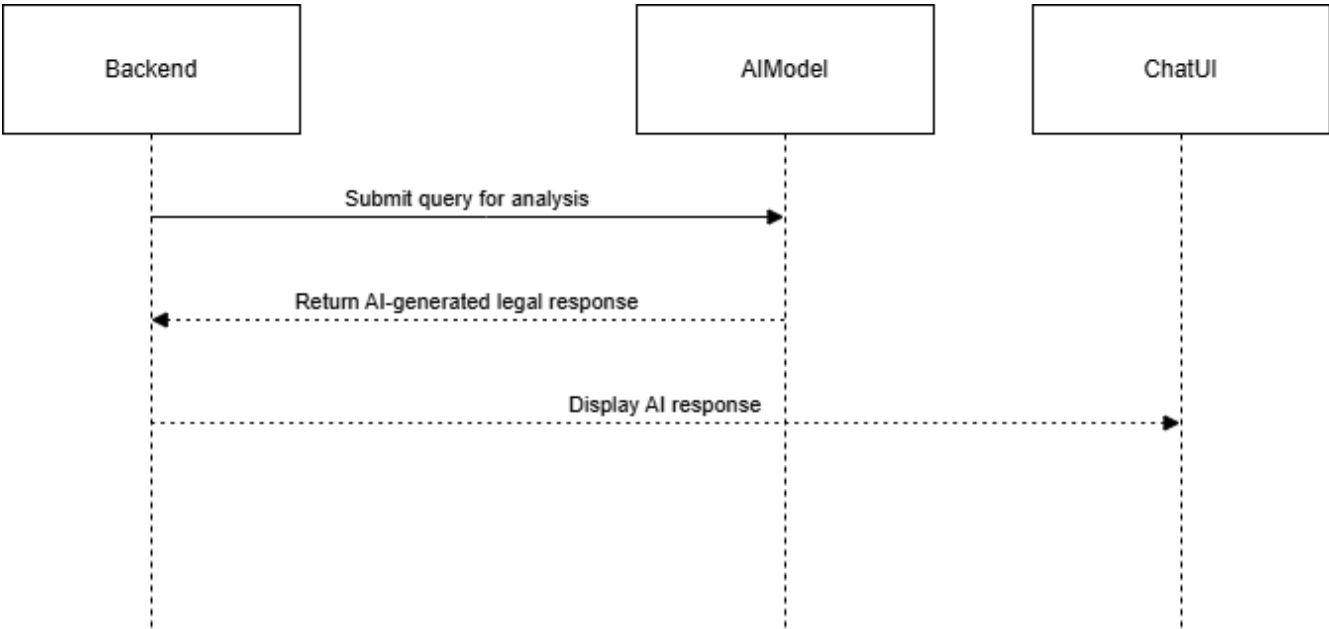 Backend
AIModel
ChatUI
Submit query for analysis
Return AI-generated legal response
Display AI response